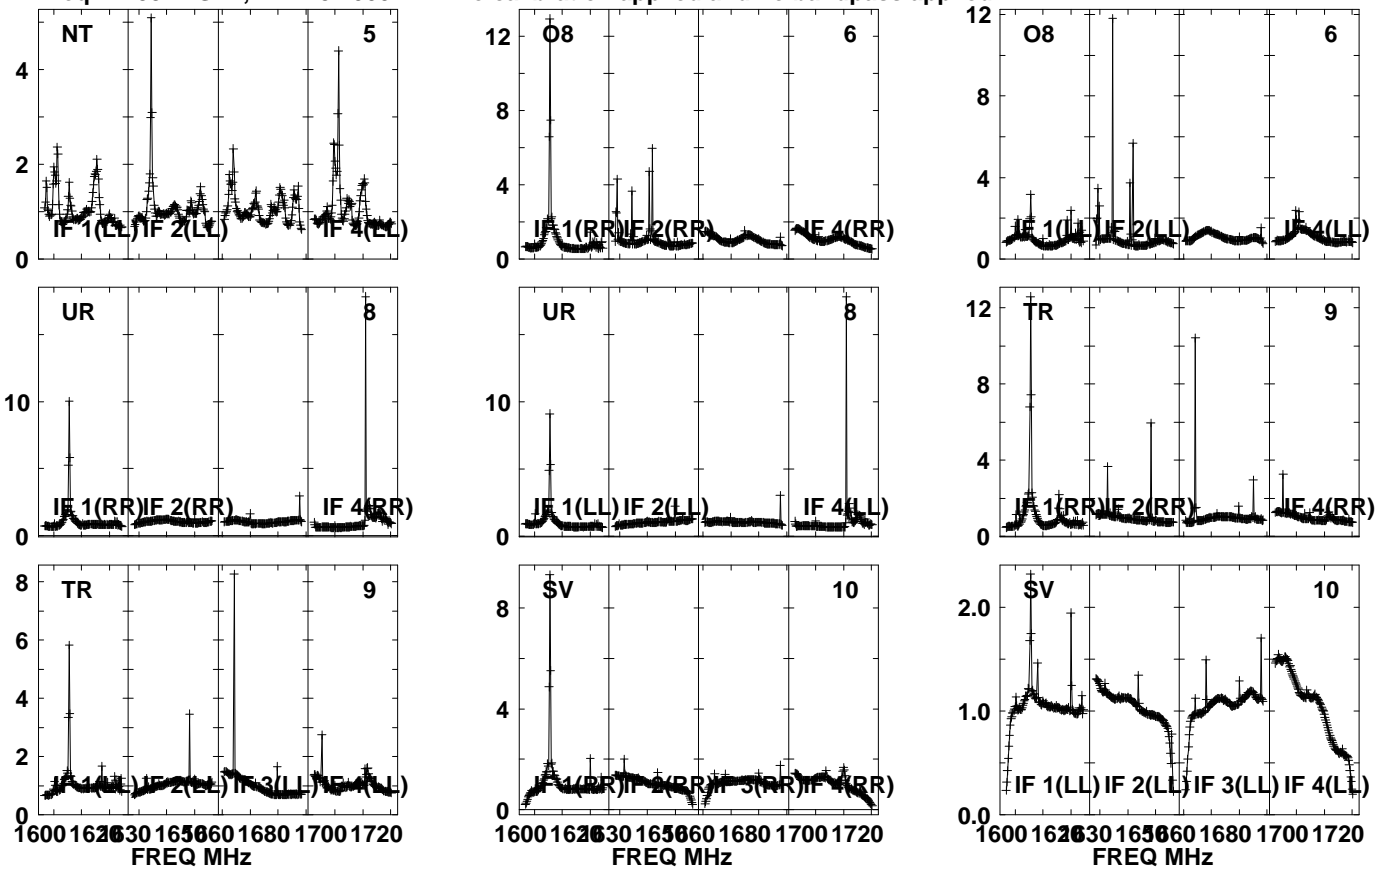 NT 5 O8 6 O8 6
4 2 0
12 8 4 0
12 8 4 0
IF 1(LL) IF 2(LL) IF 4(LL)
IF 1(RR) IF 2(RR) IF 4(RR)
IF 1(LL) IF 2(LL) IF 4(LL)
UR 8 UR 8 TR 9
10 0
10 0
12 8 4 0
IF 1(RR) IF 2(RR) IF 4(RR)
IF 1(LL) IF 2(LL) IF 4(LL)
IF 1(RR) IF 2(RR) IF 4(RR)
TR 9 SV 10 SV 10
8 6 4 2 0
8 4 0
2.0 1.0 0.0
IF 1(LL) IF 2(LL) IF 3(LL) IF 4(LL)
IF 1(RR) IF 2(RR) IF 3(RR) IF 4(RR)
IF 1(LL) IF 2(LL) IF 3(LL) IF 4(LL)
1600 1680 1700 1720
1600 1680 1700 1720
1600 1680 1700 1720
FREQ MHz FREQ MHz FREQ MHz